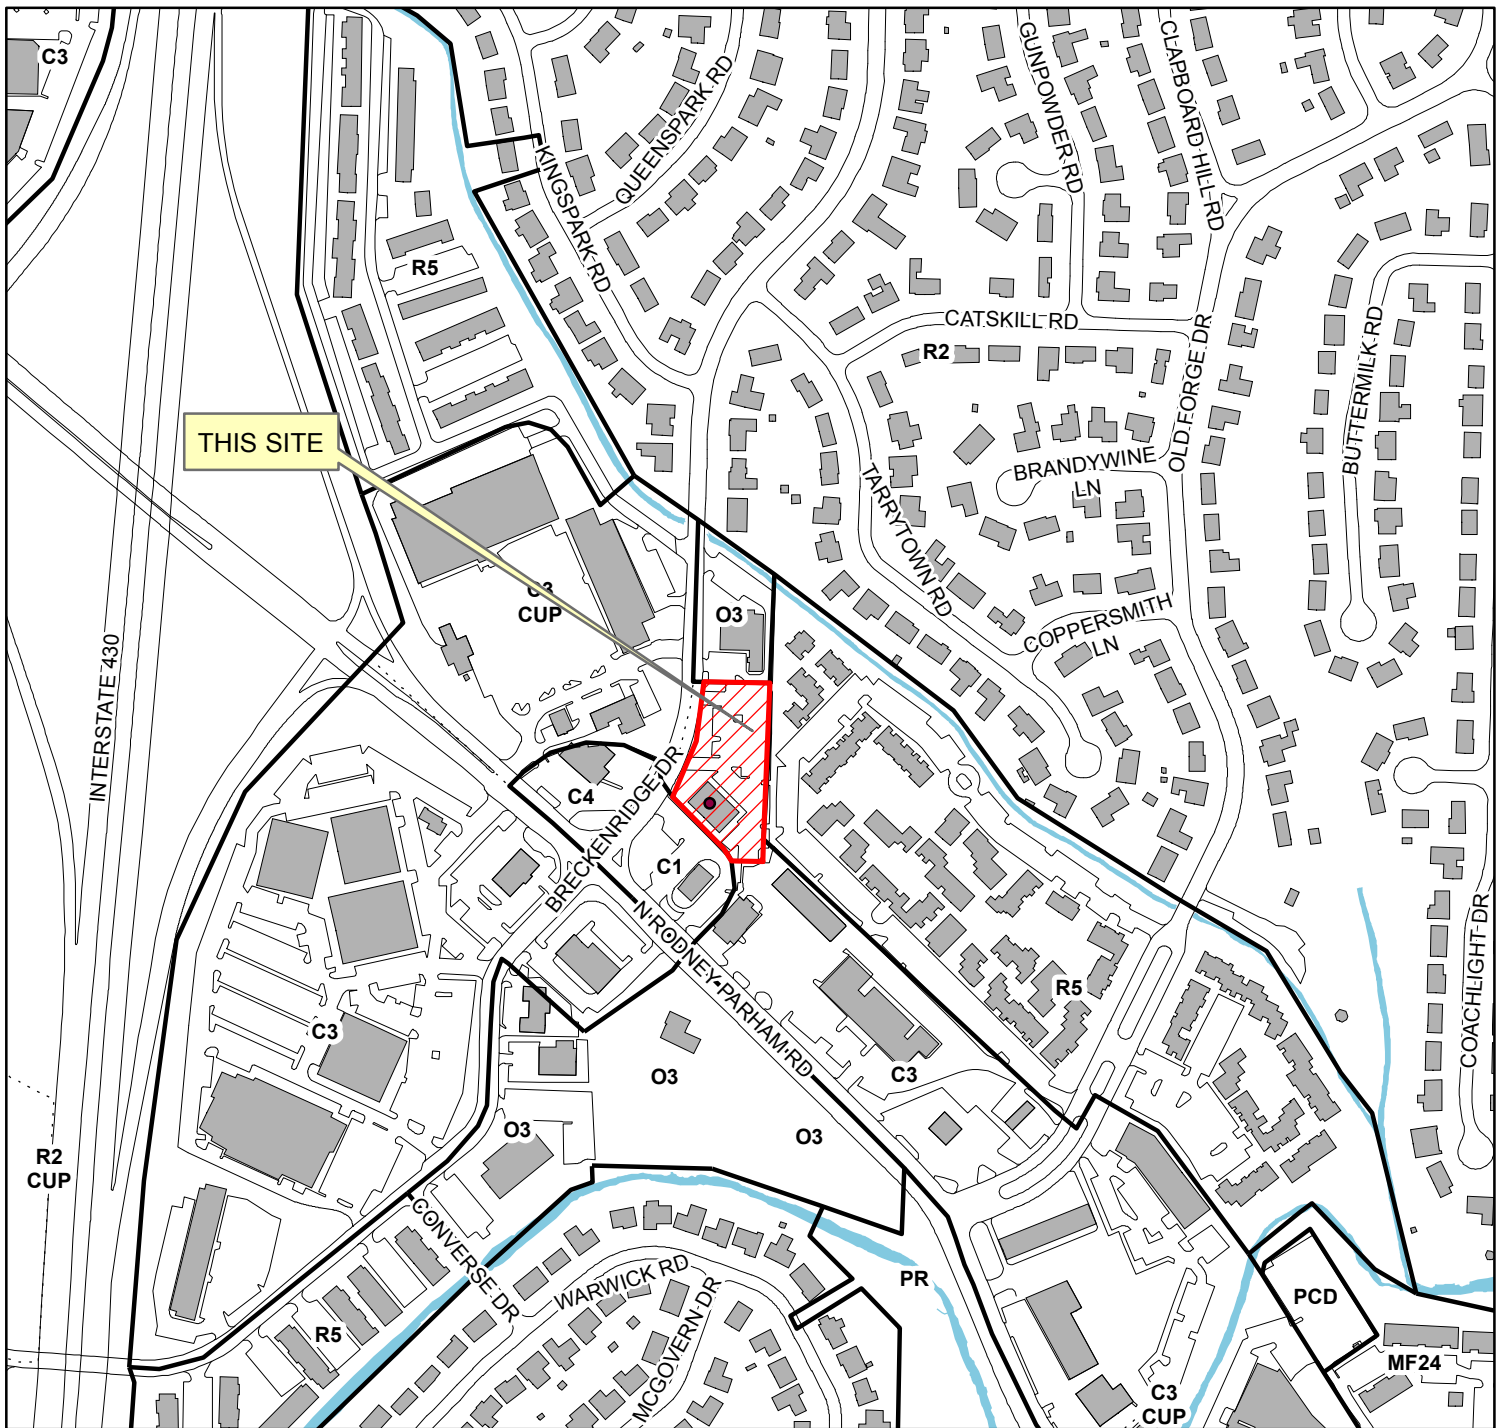 C3
GUNPOWDER RD
CLAPBOARD HILL RD
QUEENSPARK RD
KINGSPARK RD
R5
CATSKILL RD
R2
OLD FORGE DR
BUTTERMILK RD
THIS SITE
BRANDYWINE
LN
TARRYTOWN RD
C3
CUP
O3
COPPERSMITH
LN
INTERSTATE 430
BRECKENRIDGE DR
C4
C1
N RODNEY PARHAM RD
COACHLIGHT DR
R5
C3
O3
C3
O3
O3
R2
CUP
CONVERSE DR
WARWICK RD
PR
PCD
R5
MCGOVERN DR
MF24
C3
CUP